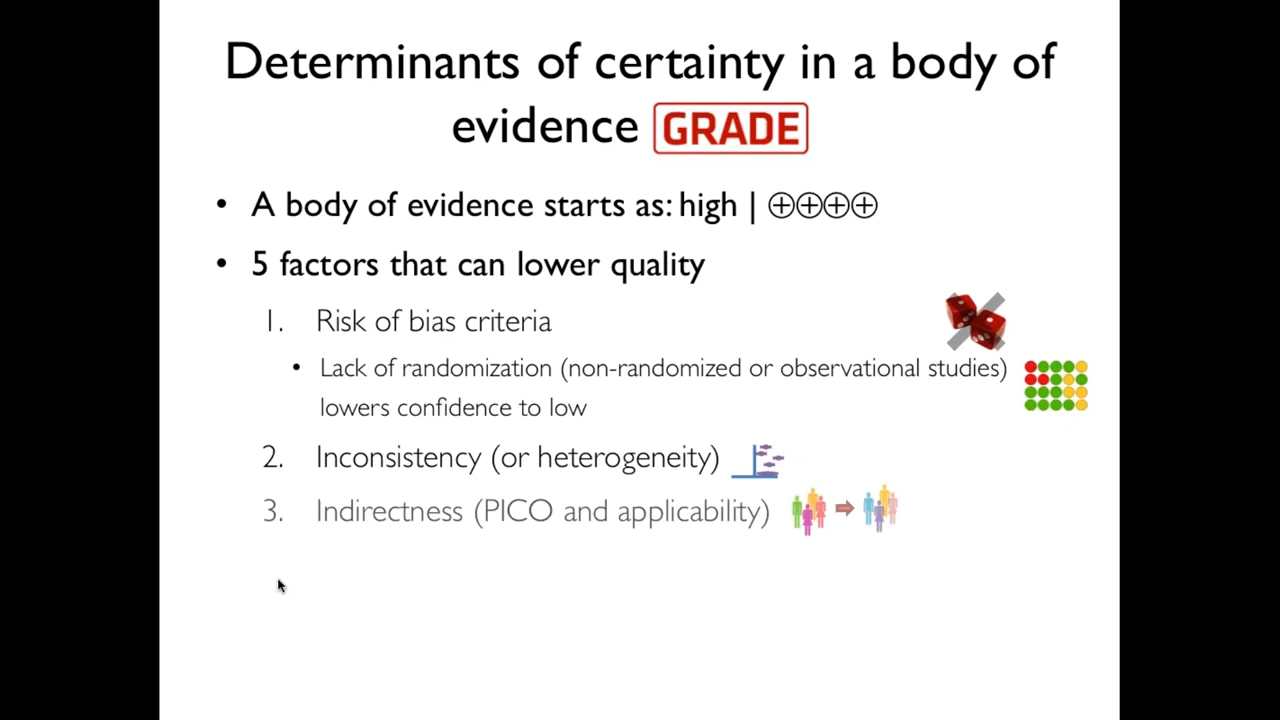 Determinants of certainty in a body of
evidence GRADE
• A body of evidence starts as: high | ⊕⊕⊕⊕
• 5 factors that can lower quality
1. Risk of bias criteria
• Lack of randomization (non-randomized or observational studies)
lowers confidence to low
2. Inconsistency (or heterogeneity)
3. Indirectness (PICO and applicability)